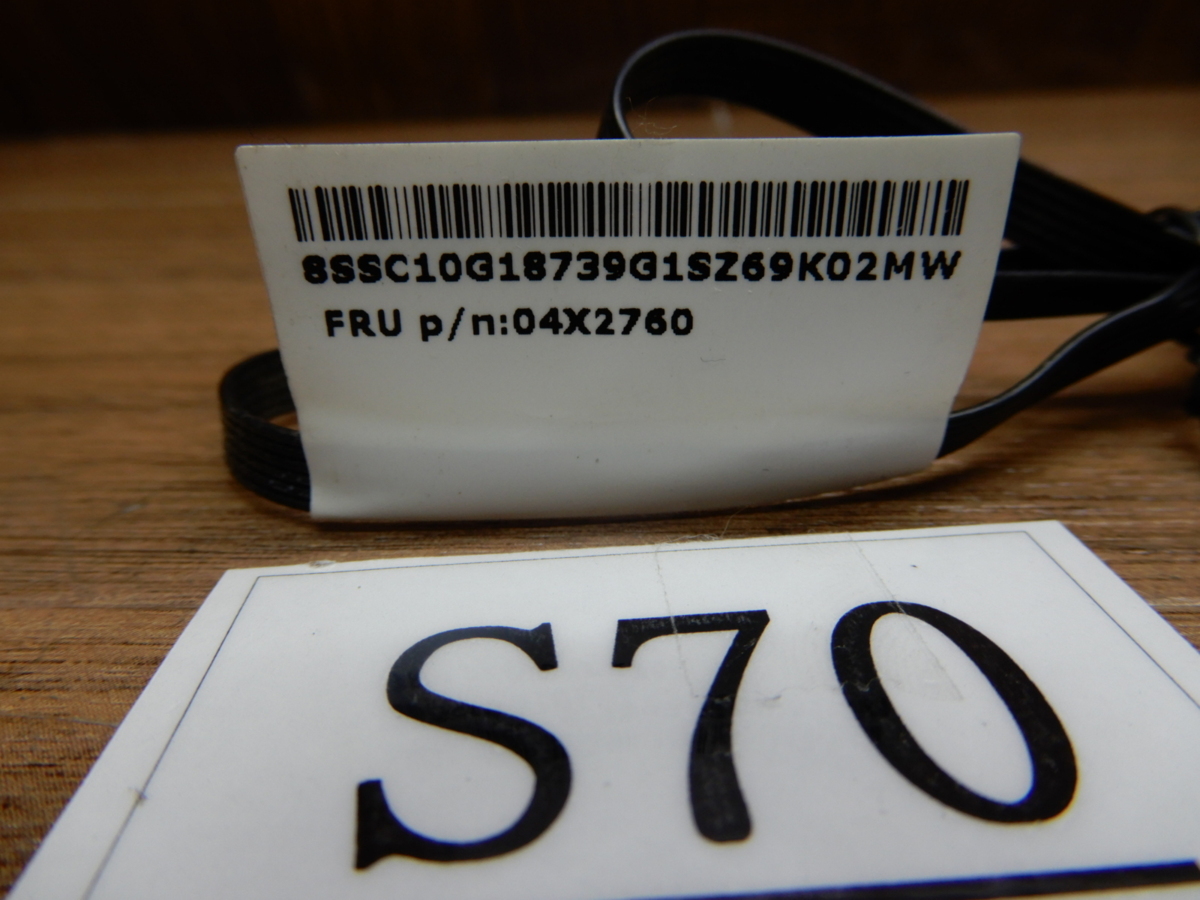 8SSC10G18739G1SZ69K02MW
FRU p/n:04X2760
S70